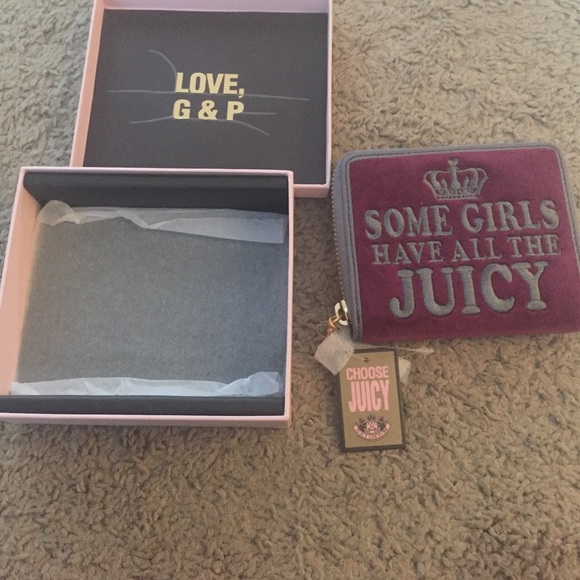 LOVE,
G & P
SOME GIRLS
HAVE ALL THE
JUICY
CHOOSE
JUICY